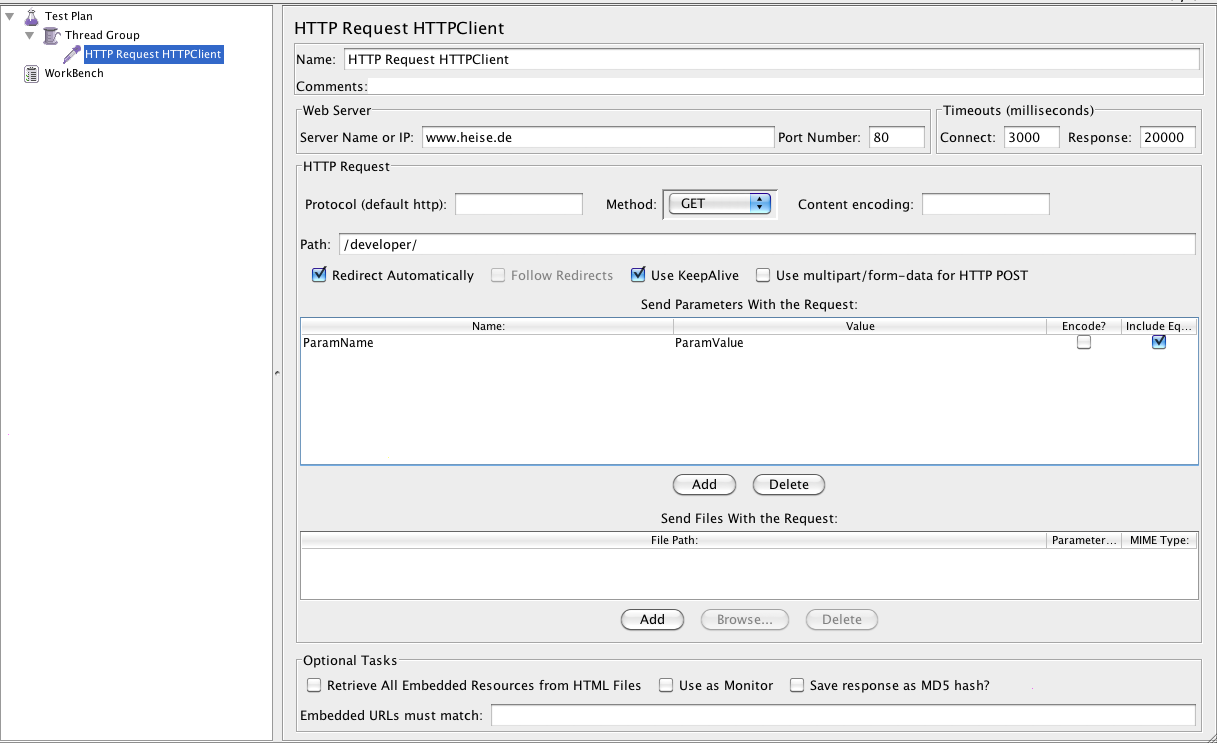 Test Plan
Thread Group
HTTP Request HTTPClient
WorkBench
HTTP Request HTTPClient
Name: HTTP Request HTTPClient
Comments:
Web Server
Timeouts (milliseconds)
Server Name or IP: www.heise.de Port Number: 80
Connect: 3000 Response: 20000
HTTP Request
Protocol (default http): Method: GET Content encoding:
Path: /developer/
Redirect Automatically Follow Redirects Use KeepAlive Use multipart/form-data for HTTP POST
Send Parameters With the Request:
Name: Value Encode? Include Eq...
ParamName ParamValue
Add Delete
Send Files With the Request:
File Path: Parameter... MIME Type:
Add Browse... Delete
Optional Tasks
Retrieve All Embedded Resources from HTML Files Use as Monitor Save response as MD5 hash?
Embedded URLs must match: